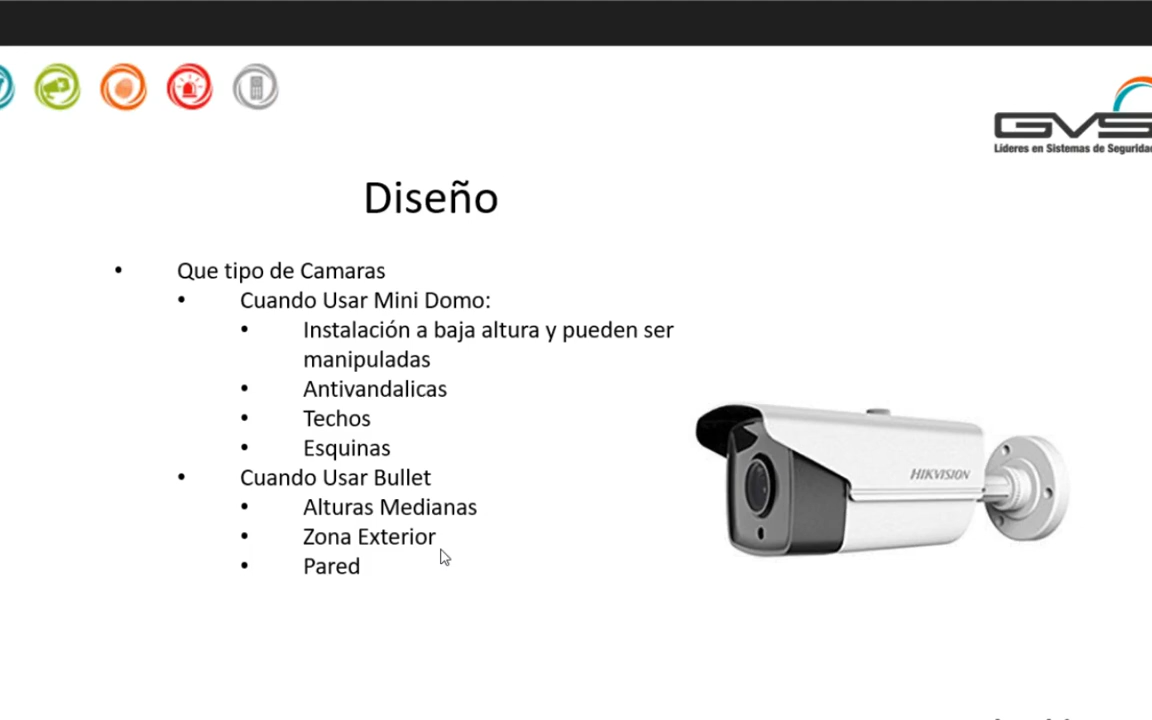 GVS
Líderes en Sistemas de Segurida
Diseño
• Que tipo de Camaras
• Cuando Usar Mini Domo:
• Instalación a baja altura y pueden ser
manipuladas
• Antivandalicas
• Techos
• Esquinas
• Cuando Usar Bullet
• Alturas Medianas
• Zona Exterior
• Pared
HIKVISION